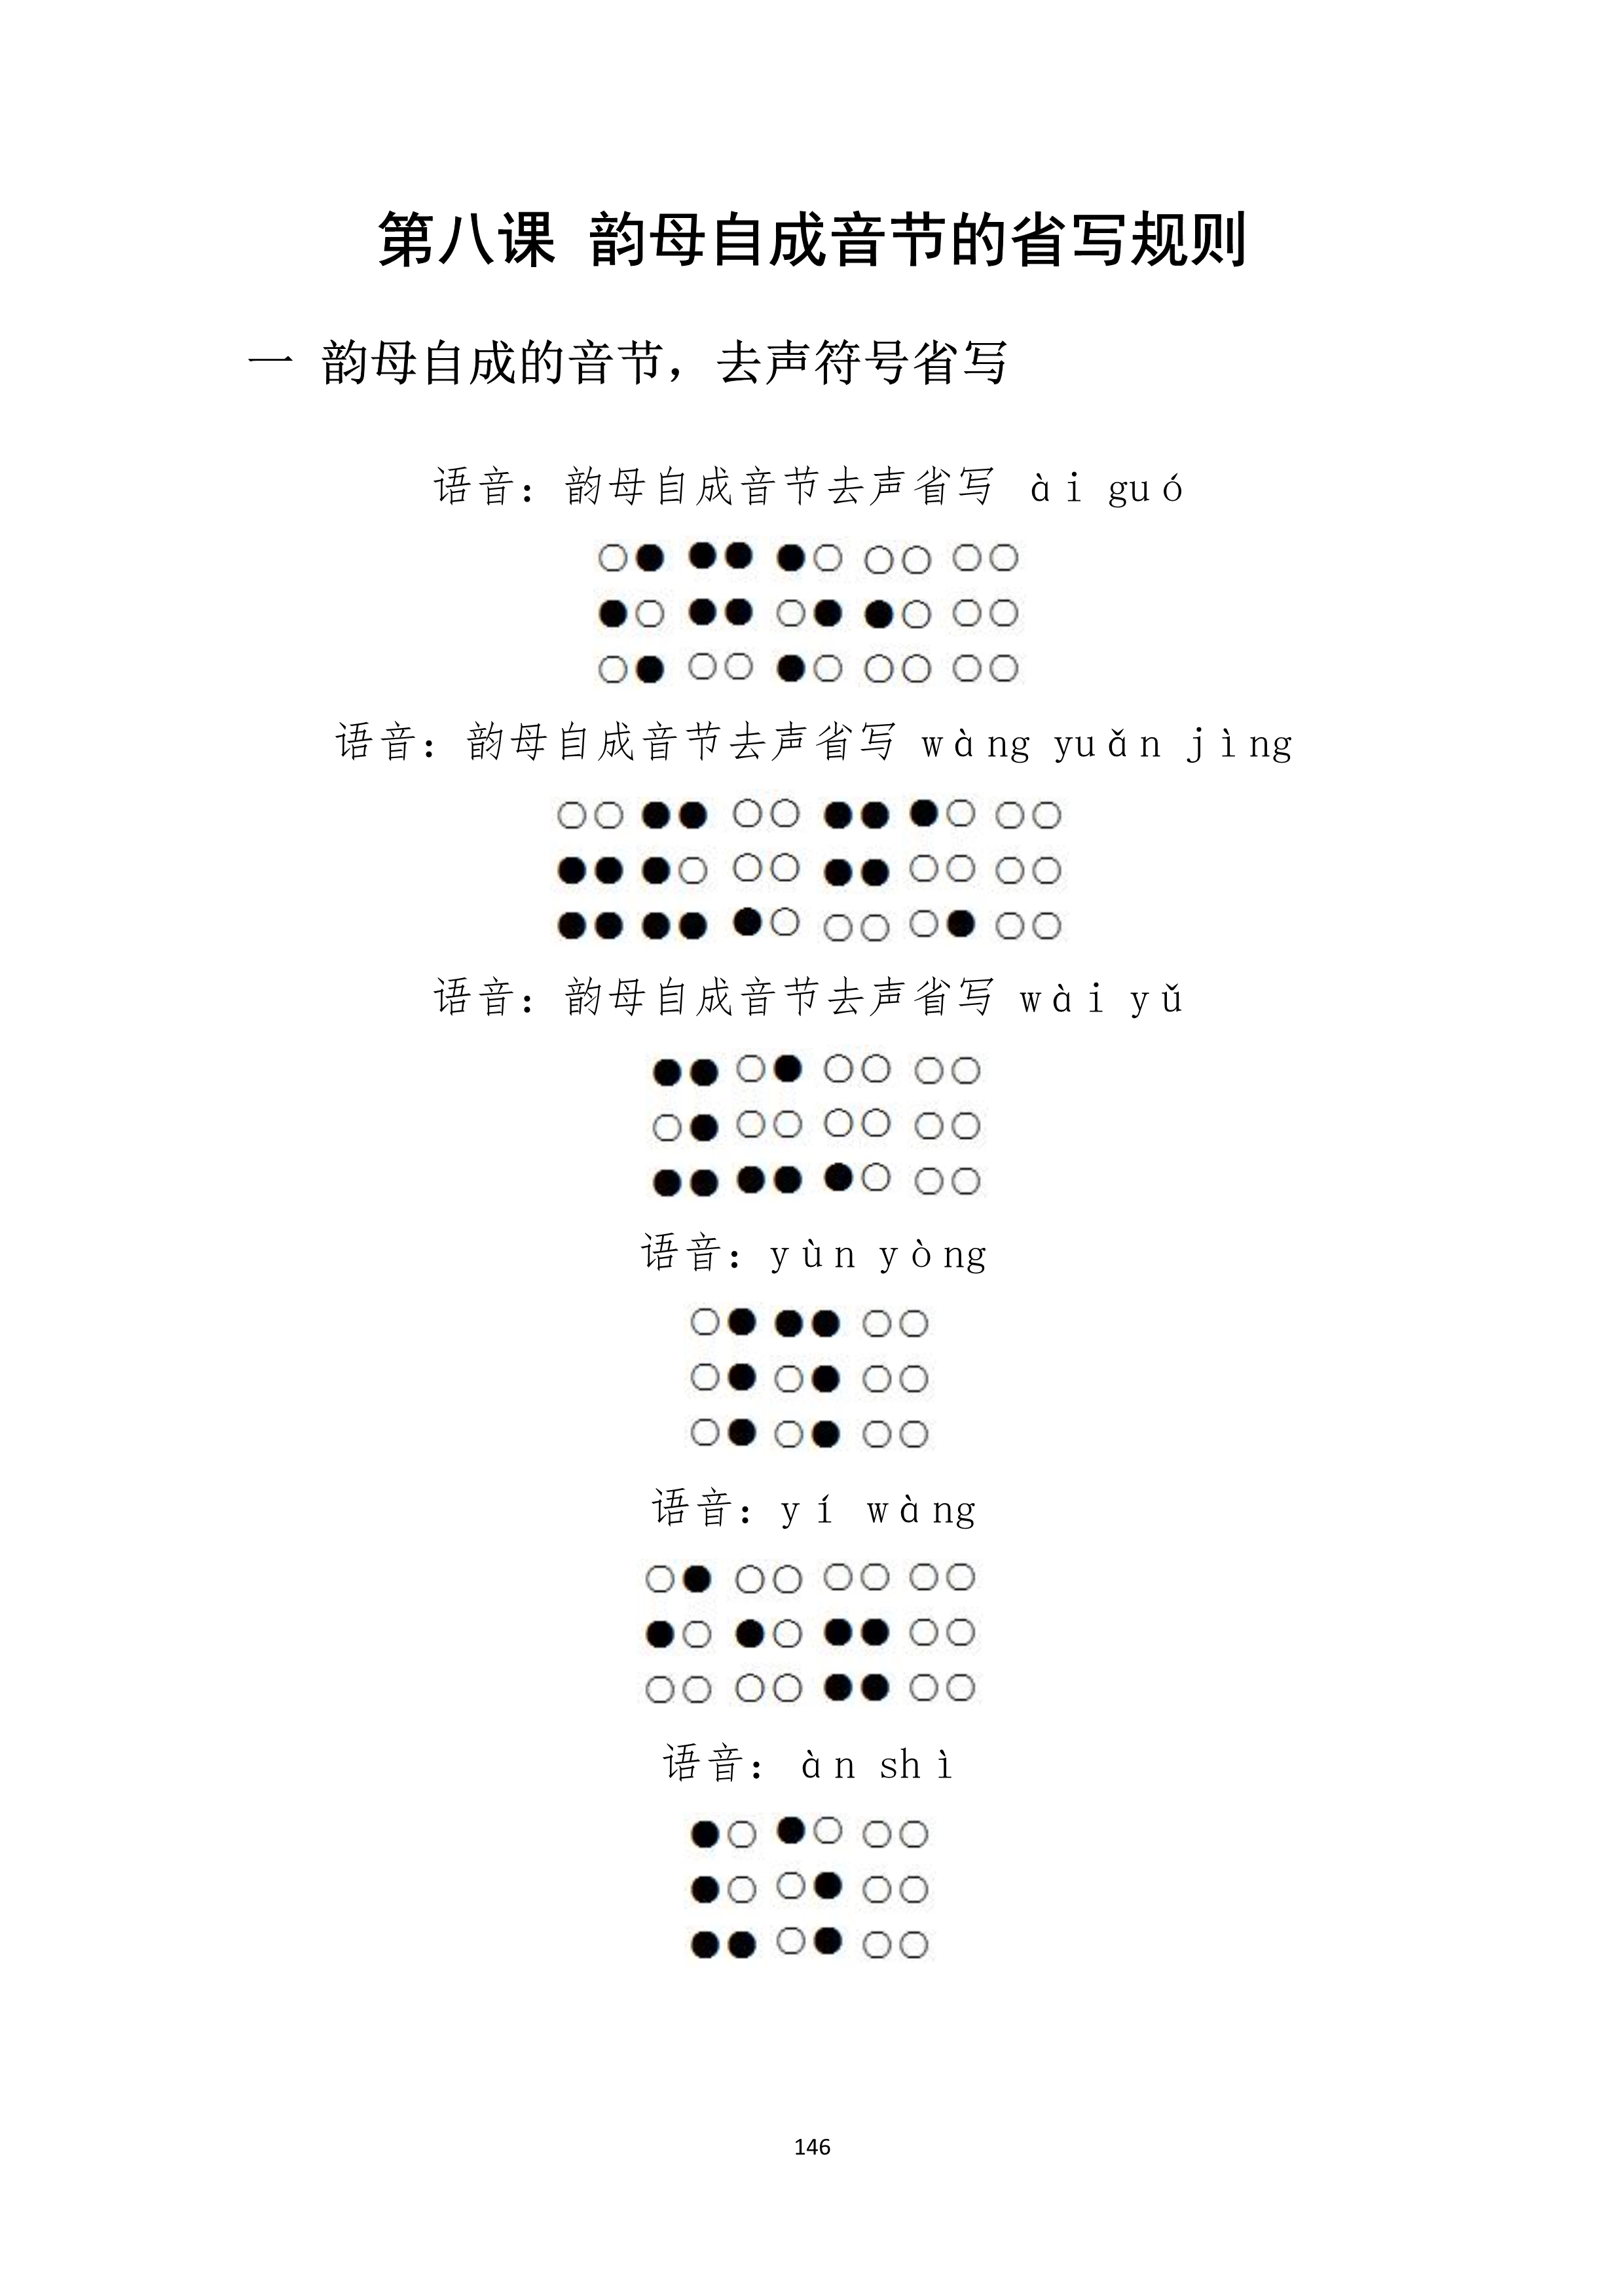 第八课 韵母自成音节的省写规则
一 韵母自成的音节，去声符号省写
语音：韵母自成音节去声省写 ài guó
语音：韵母自成音节去声省写 wàng yuǎn jìng
语音：韵母自成音节去声省写 wài yǔ
语音：yùn yòng
语音：yí wàng
语音：àn shì
146